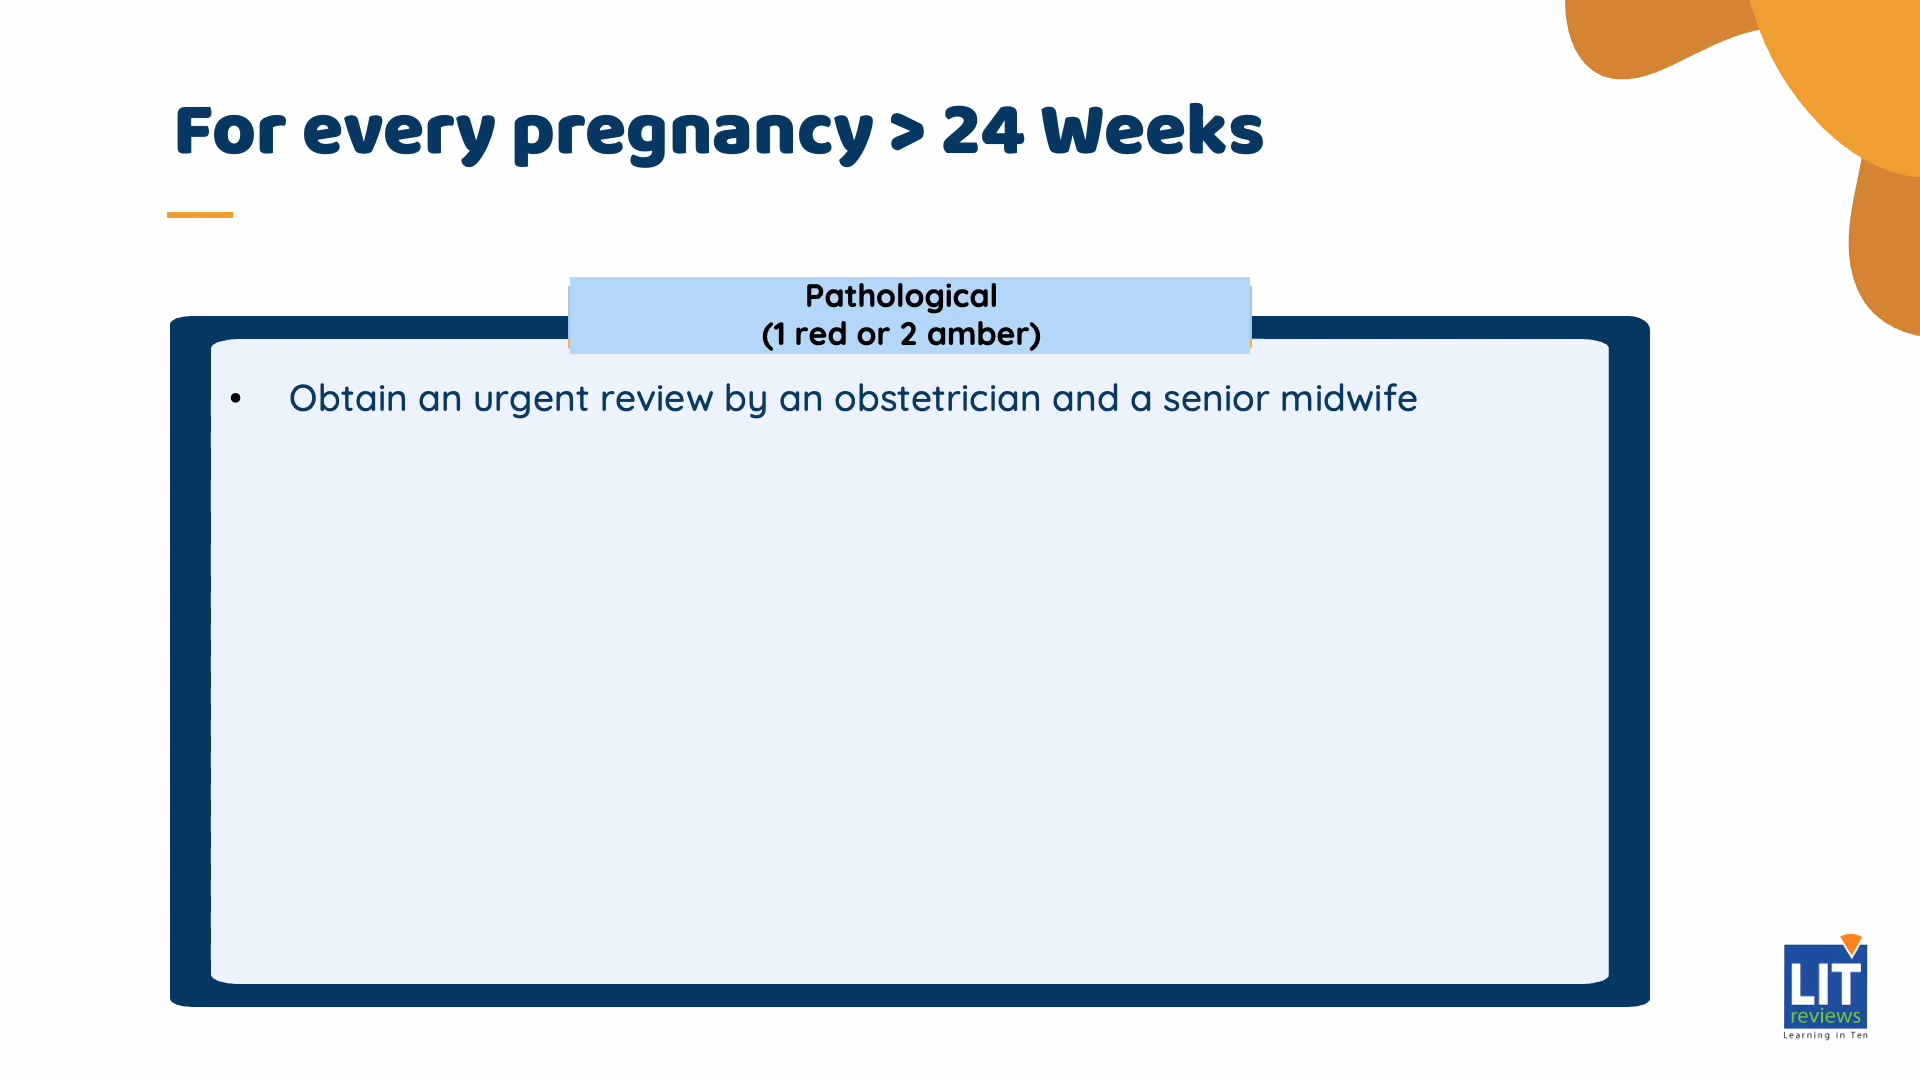 For every pregnancy > 24 Weeks
Pathological
(1 red or 2 amber)
• Obtain an urgent review by an obstetrician and a senior midwife
LIT
reviews
Learning in Ten